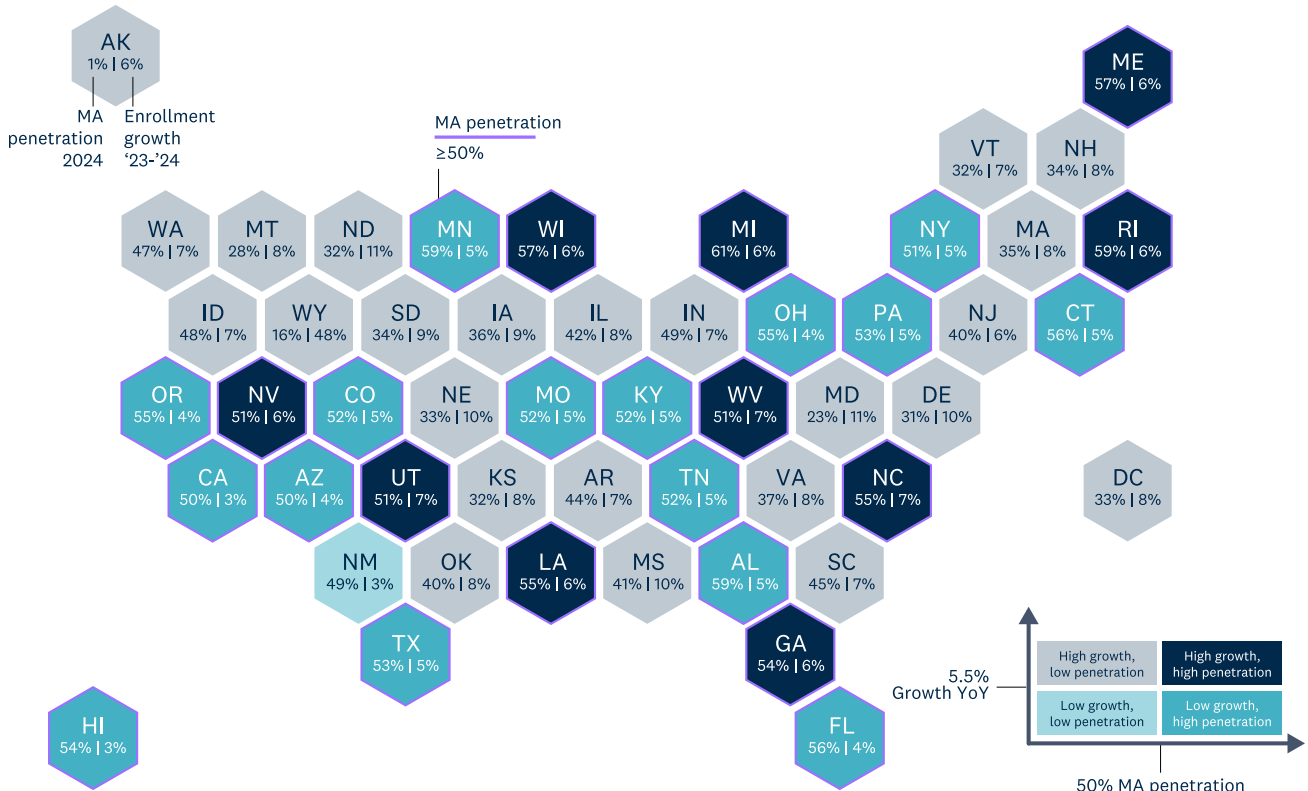 AK
1% | 6%
MA
penetration
2024
Enrollment
growth
‘23-’24
MA penetration
≥50%
ME
57% | 6%
VT
32% | 7%
NH
34% | 8%
WA
47% | 7%
MT
28% | 8%
ND
32% | 11%
MN
59% | 5%
WI
57% | 6%
MI
61% | 6%
NY
51% | 5%
MA
35% | 8%
RI
59% | 6%
ID
48% | 7%
WY
16% | 48%
SD
34% | 9%
IA
36% | 9%
IL
42% | 8%
IN
49% | 7%
OH
55% | 4%
PA
53% | 5%
NJ
40% | 6%
CT
56% | 5%
OR
55% | 4%
NV
51% | 6%
CO
52% | 5%
NE
33% | 10%
MO
52% | 5%
KY
52% | 5%
WV
51% | 7%
MD
23% | 11%
DE
31% | 10%
CA
50% | 3%
AZ
50% | 4%
UT
51% | 7%
KS
32% | 8%
AR
44% | 7%
TN
52% | 5%
VA
37% | 8%
NC
55% | 7%
DC
33% | 8%
NM
49% | 3%
OK
40% | 8%
LA
55% | 6%
MS
41% | 10%
AL
59% | 5%
SC
45% | 7%
TX
53% | 5%
GA
54% | 6%
HI
54% | 3%
FL
56% | 4%
5.5%
Growth YoY
High growth,
low penetration
High growth,
high penetration
Low growth,
low penetration
Low growth,
high penetration
50% MA penetration